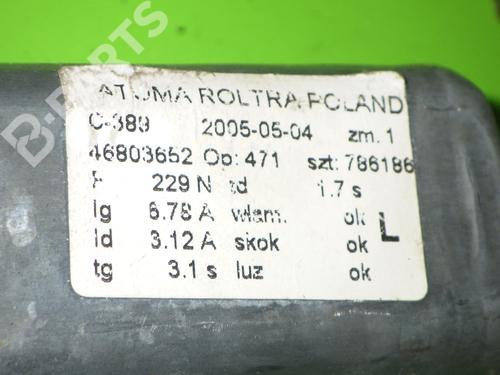 B-PARTS
ATOMA ROLTRA POLAND
C-389 2005-05-04 zm. 1
46803652 Op: 471 szt: 786186
F 229 N td 1.7 s
Ig 6.78 A wlam. ok
Id 3.12 A skok ok L
tg 3.1 s luz ok